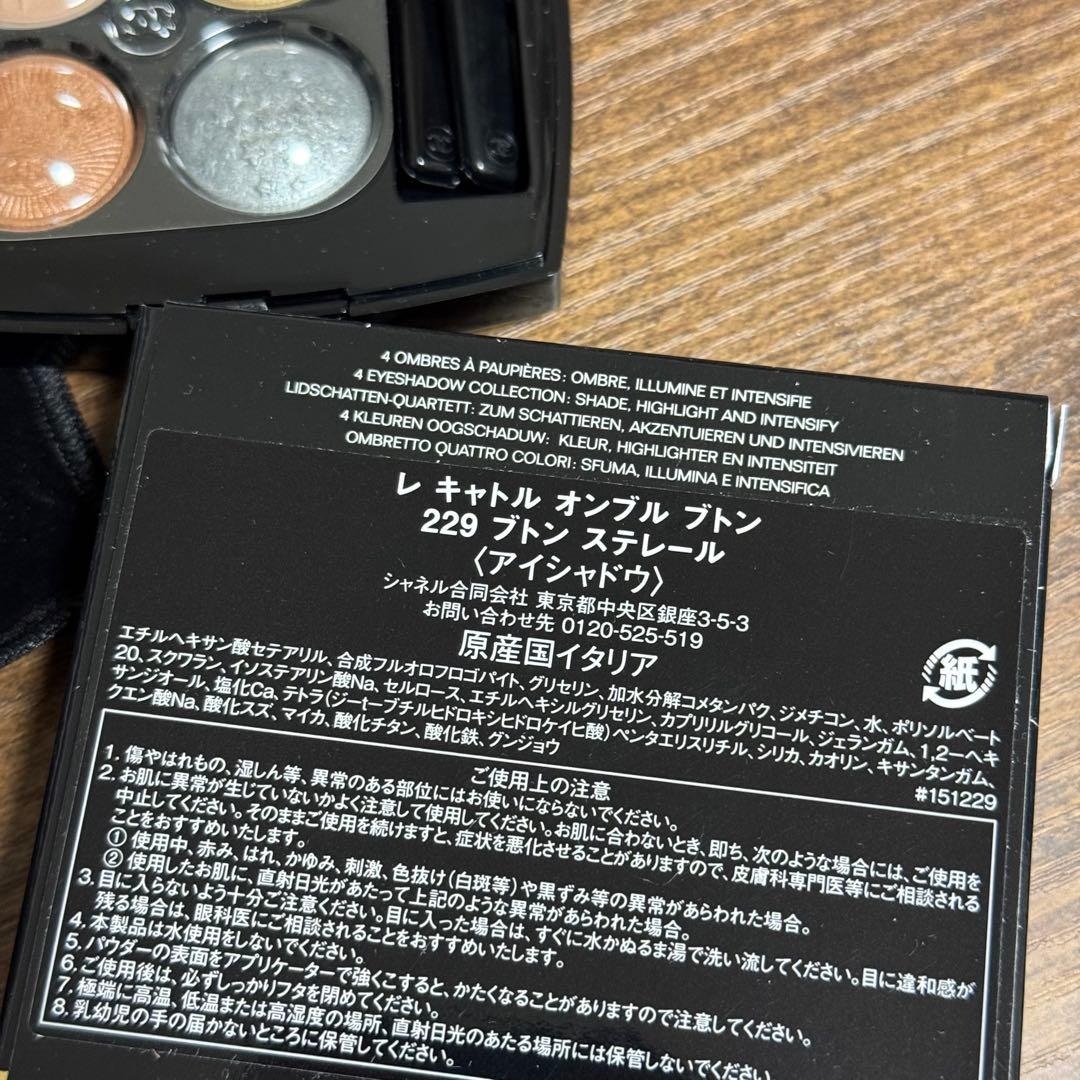 4 OMBRES À PAUPIÈRES : OMBRE, ILLUMINE ET INTENSIFIE
4 EYESHADOW COLLECTION : SHADE, HIGHLIGHT AND INTENSIFY
LIDSCHATTEN-QUARTETT : ZUM SCHATTIEREN, AKZENTUIEREN UND INTENSIVIEREN
4 KLEUREN OOGSCHADUW: KLEUR, HIGHLIGHTER EN INTENSITEIT
OMBRETTO QUATTRO COLORI : SFUMA, ILLUMINA E INTENSIFICA
レ キャトル オンブル ブトン
229 ブトン ステレール
〈アイシャドウ〉
シャネル合同会社 東京都中央区銀座3-5-3
お問い合わせ先 0120-525-519
原産国イタリア
紙
エチルヘキサン酸セテアリル、合成フルオロフロゴパイト、グリセリン、加水分解コメタンパク、ジメチコン、水、ポリソルベート
20、スクワラン、イソステアリン酸Na、セルロース、エチルヘキシルグリセリン、カプリリルグリコール、ジェランガム、1,2-ヘキ
サンジオール、塩化Ca、テトラ(ジ-t-ブチルヒドロキシヒドロケイヒ酸)ペンタエリスリチル、シリカ、カオリン、キサンタンガム、
クエン酸Na、酸化スズ、マイカ、酸化チタン、酸化鉄、グンジョウ
#151229
ご使用上の注意
1. 傷やはれもの、湿しん等、異常のある部位にはお使いにならないでください。
2. お肌に異常が生じていないかよく注意して使用してください。お肌に合わないとき、即ち、次のような場合には、ご使用を
中止してください。そのままご使用を続けますと、症状を悪化させることがありますので、皮膚科専門医等にご相談される
ことをおすすめいたします。
① 使用中、赤み、はれ、かゆみ、刺激、色抜け(白斑等)や黒ずみ等の異常があらわれた場合。
② 使用したお肌に、直射日光があたって上記のような異常があらわれた場合。
3. 目に入らないよう十分ご注意ください。目に入った場合は、すぐに水かぬるま湯で洗い流してください。目に違和感が
残る場合は、眼科医にご相談されることをおすすめいたします。
4. 本製品は水使用をしないでください。
5. パウダーの表面をアプリケーターで強くこすると、かたくなることがありますので注意してください。
6. ご使用後は、必ずしっかりフタを閉めてください。
7. 極端に高温、低温または高湿度の場所、直射日光のあたる場所には保管しないでください。
8. 乳幼児の手の届かないところに保管してください。